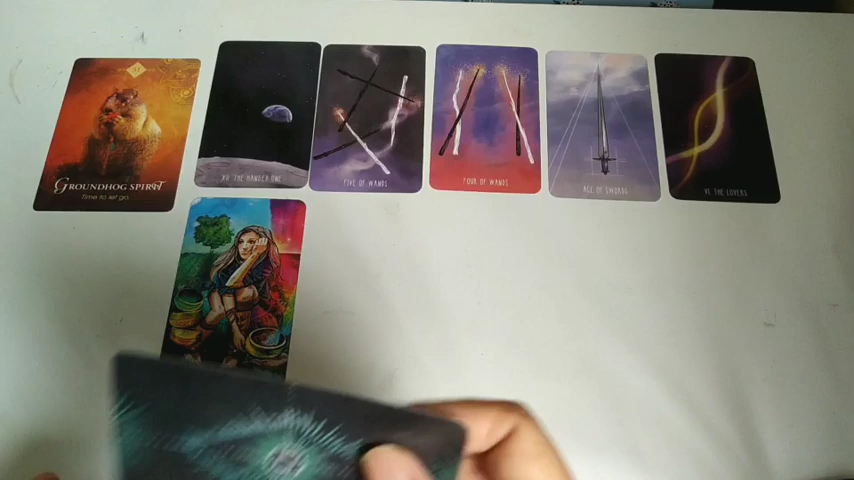 GROUNDHOG SPIRIT
Time to let go.
XII THE HANGED ONE
FIVE OF WANDS
FOUR OF WANDS
ACE OF SWORDS
VI. THE LOVERS